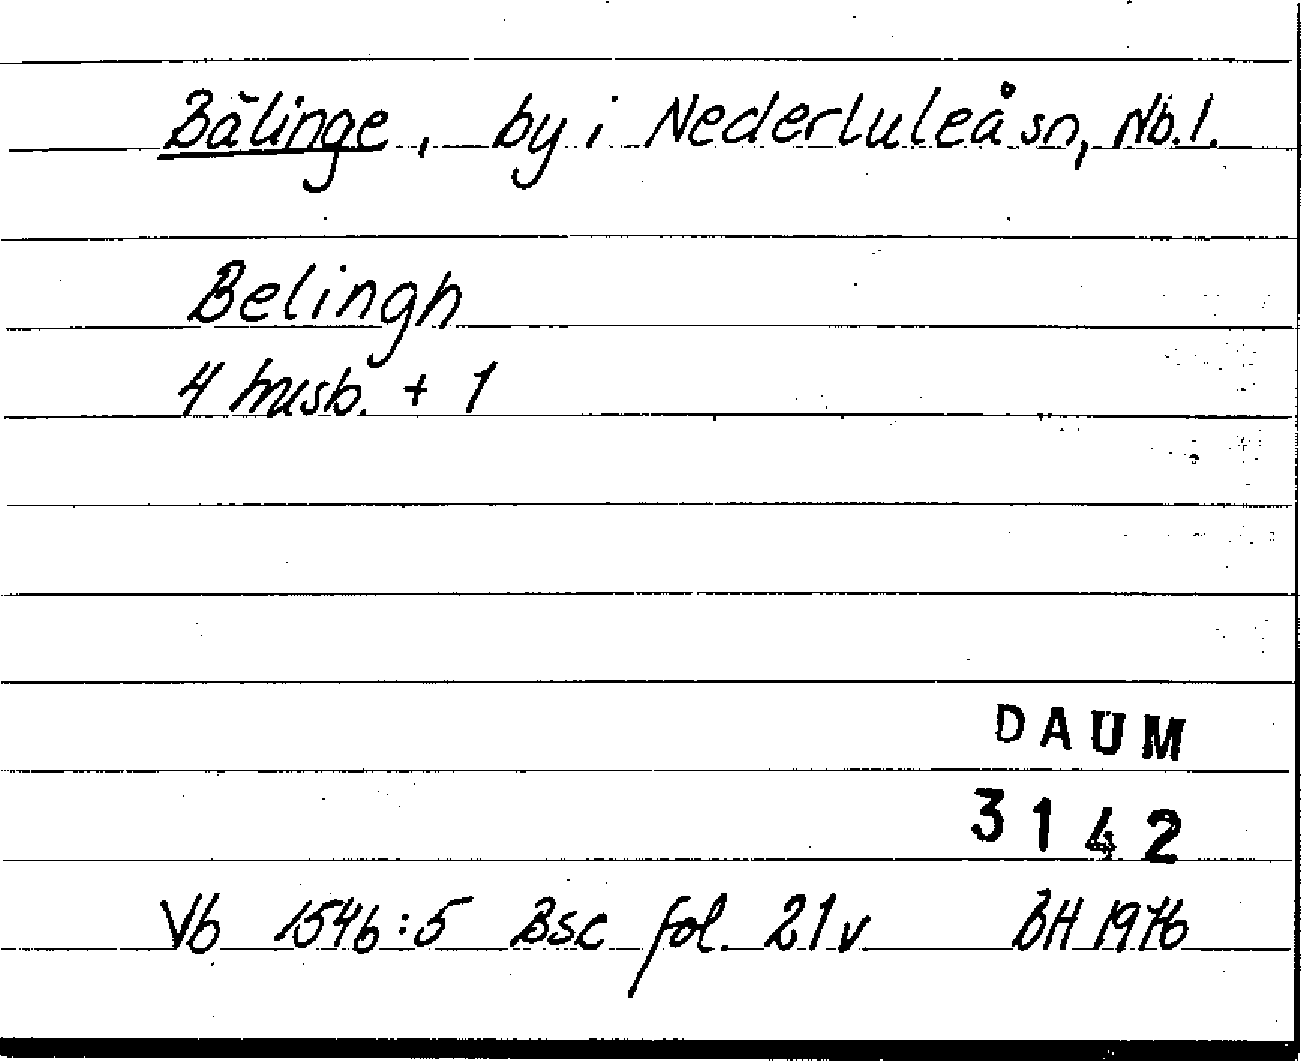 Bälinge, by i Nederluleå sn, Nb.l.
Belingh
4 husb. + 1
DAUM
3142
Vb 1546:5 Bsc fol. 21v BH 1976